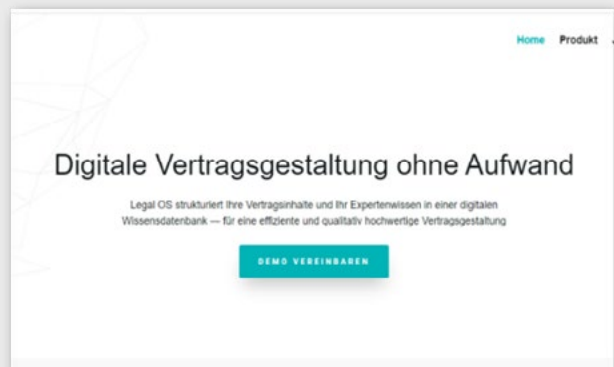 Home Produkt
Digitale Vertragsgestaltung ohne Aufwand
Legal OS strukturiert Ihre Vertragsinhalte und Ihr Expertenwissen in einer digitalen
Wissensdatenbank — für eine effiziente und qualitativ hochwertige Vertragsgestaltung
DEMO VEREINBAREN